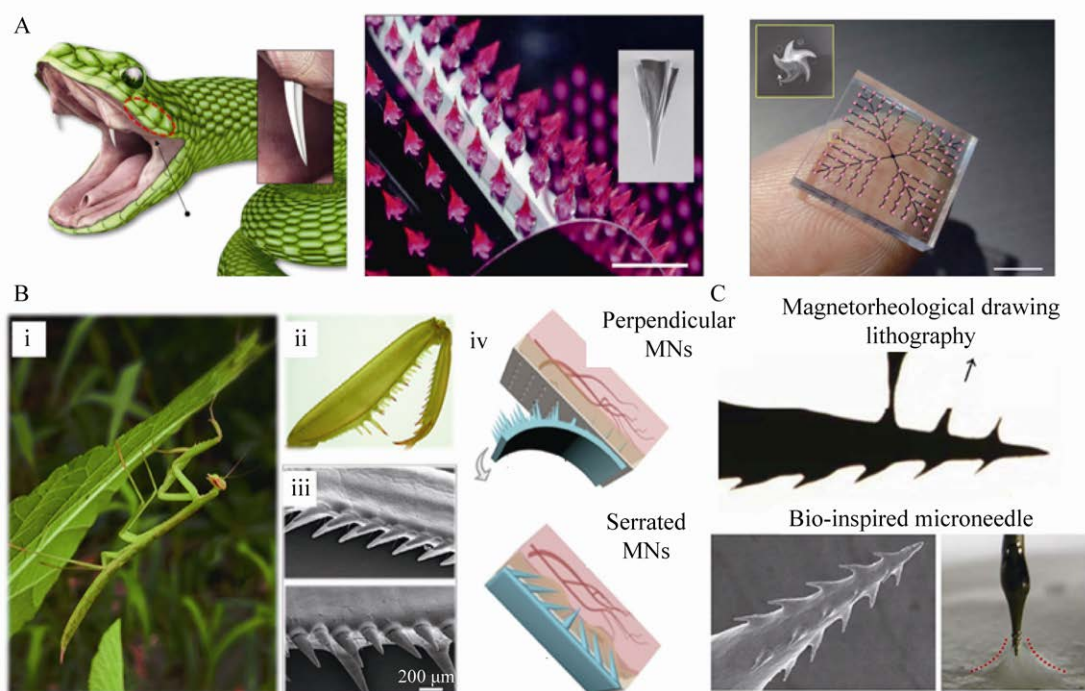 A
B
i
ii
iii
200 μm
iv
Perpendicular
MNs
Serrated
MNs
C
Magnetorheological drawing
lithography
Bio-inspired microneedle